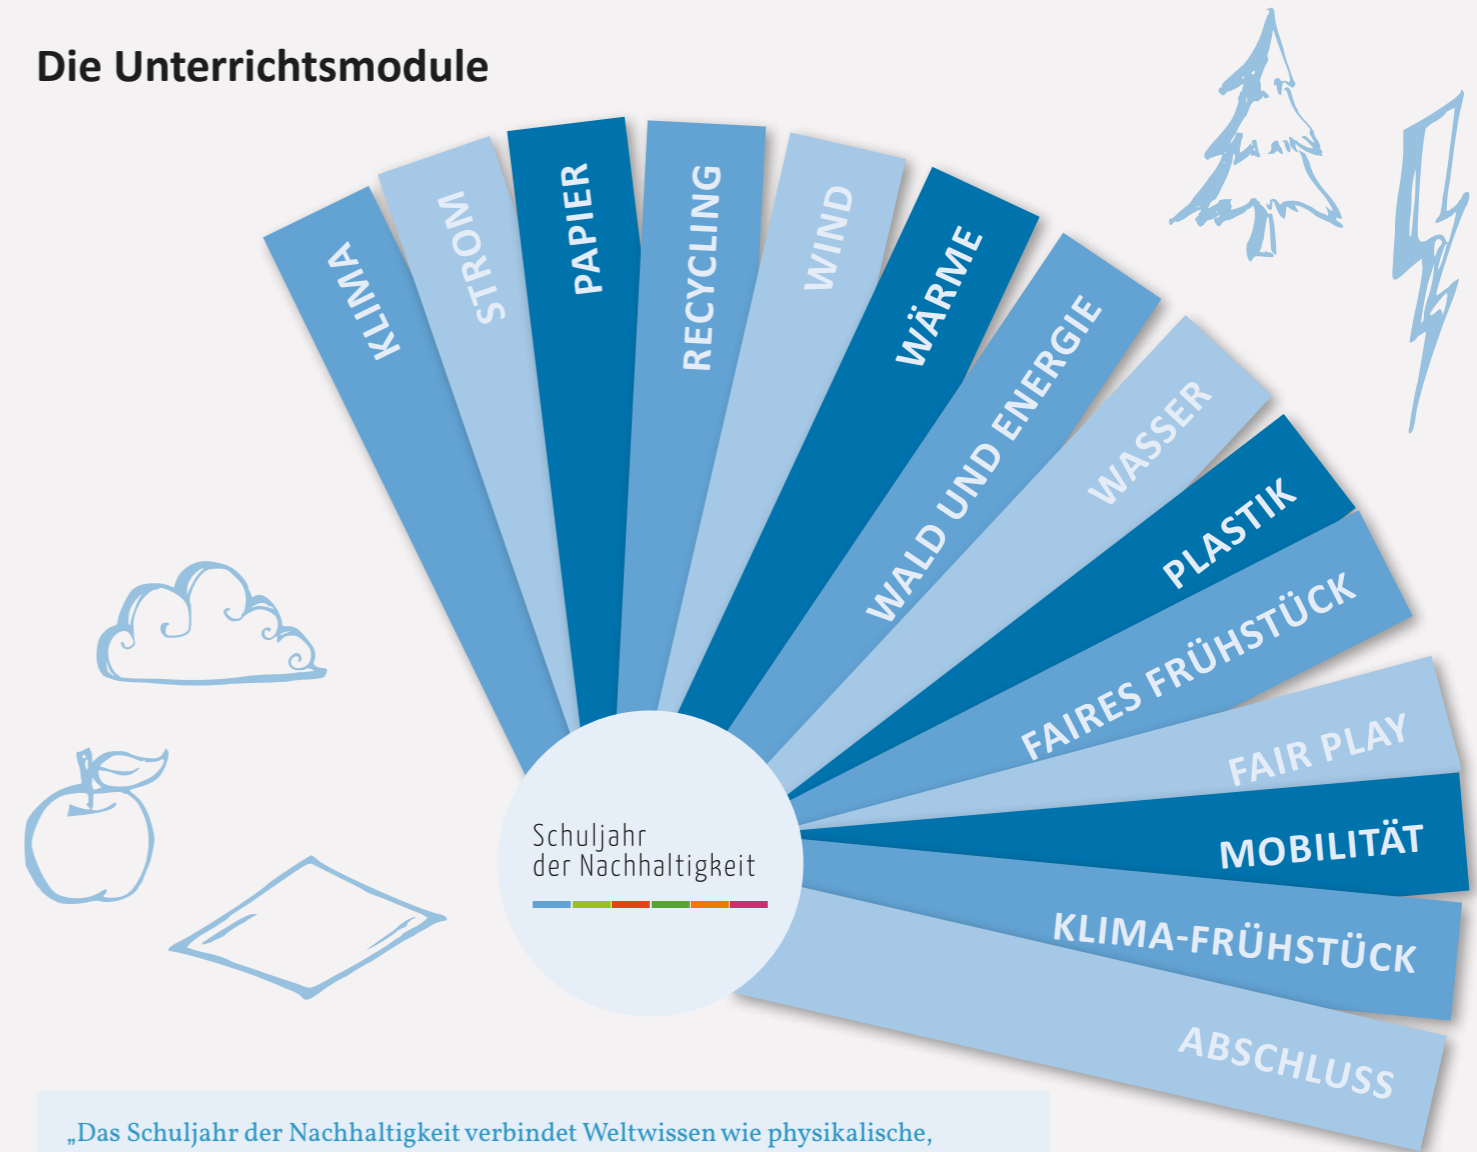 Die Unterrichtsmodule
KLIMA
STROM
PAPIER
RECYCLING
WIND
WÄRME
WALD UND ENERGIE
WASSER
PLASTIK
FAIRES FRÜHSTÜCK
FAIR PLAY
MOBILITÄT
KLIMA-FRÜHSTÜCK
ABSCHLUSS
Schuljahr
der Nachhaltigkeit
„Das Schuljahr der Nachhaltigkeit verbindet Weltwissen wie physikalische,